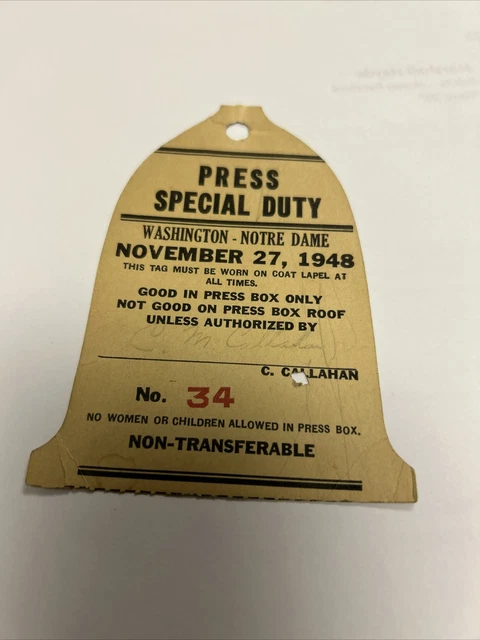 PRESS
SPECIAL DUTY
WASHINGTON - NOTRE DAME
NOVEMBER 27, 1948
THIS TAG MUST BE WORN ON COAT LAPEL AT
ALL TIMES.
GOOD IN PRESS BOX ONLY
NOT GOOD ON PRESS BOX ROOF
UNLESS AUTHORIZED BY
C. M. Callahan
C. CALLAHAN
No. 34
NO WOMEN OR CHILDREN ALLOWED IN PRESS BOX.
NON-TRANSFERABLE